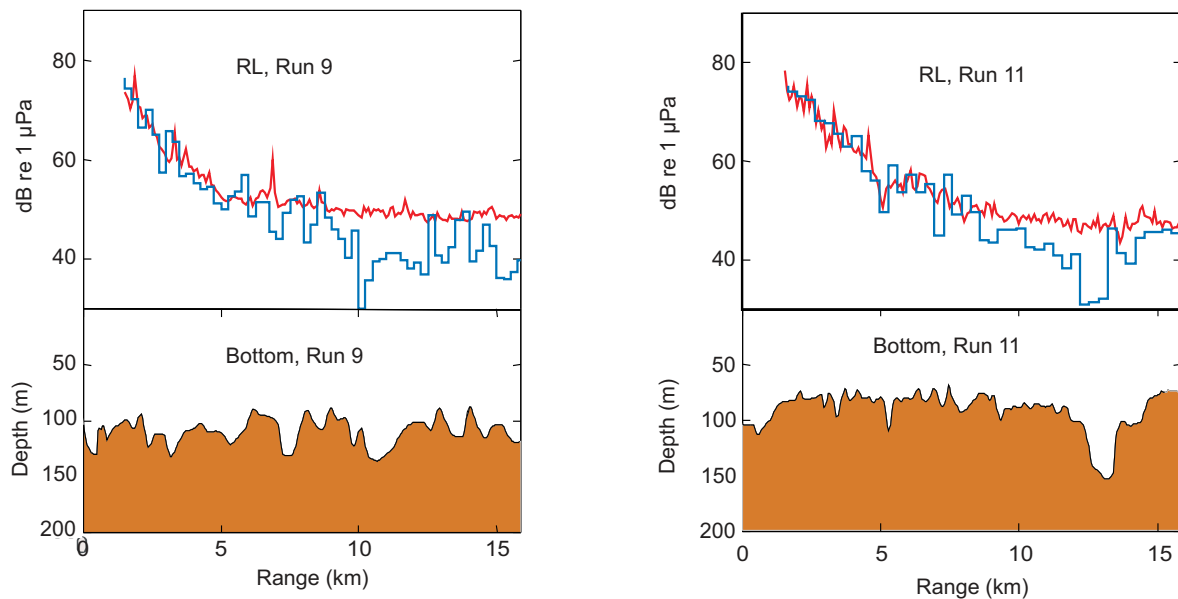 80
RL, Run 9
dB re 1 µPa
60
40
Bottom, Run 9
50
Depth (m)
100
150
200
0
5
10
15
Range (km)
80
RL, Run 11
dB re 1 µPa
60
40
Bottom, Run 11
50
Depth (m)
100
150
200
0
5
10
15
Range (km)